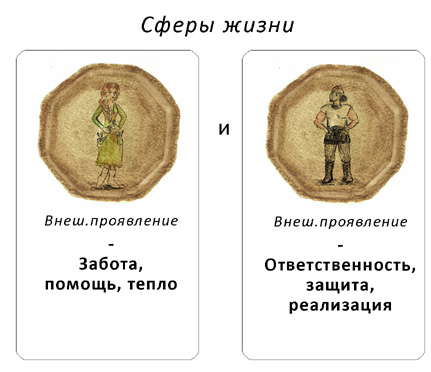 Сферы жизни
и
Внеш.проявление
-
Забота,
помощь, тепло
Внеш.проявление
-
Ответственность,
защита,
реализация